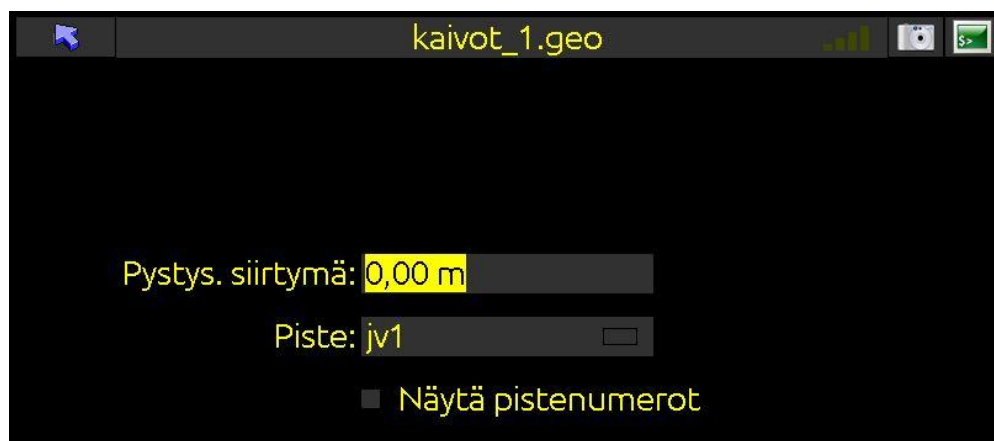 kaivot_1.geo
$>
Pystys. siirtymä: 0,00 m
Piste: jv1
Näytä pistenumerot